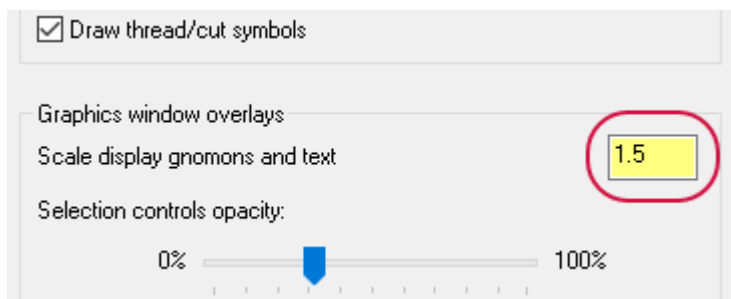 Draw thread/cut symbols
Graphics window overlays
Scale display gnomons and text 1.5
Selection controls opacity:
0% 100%